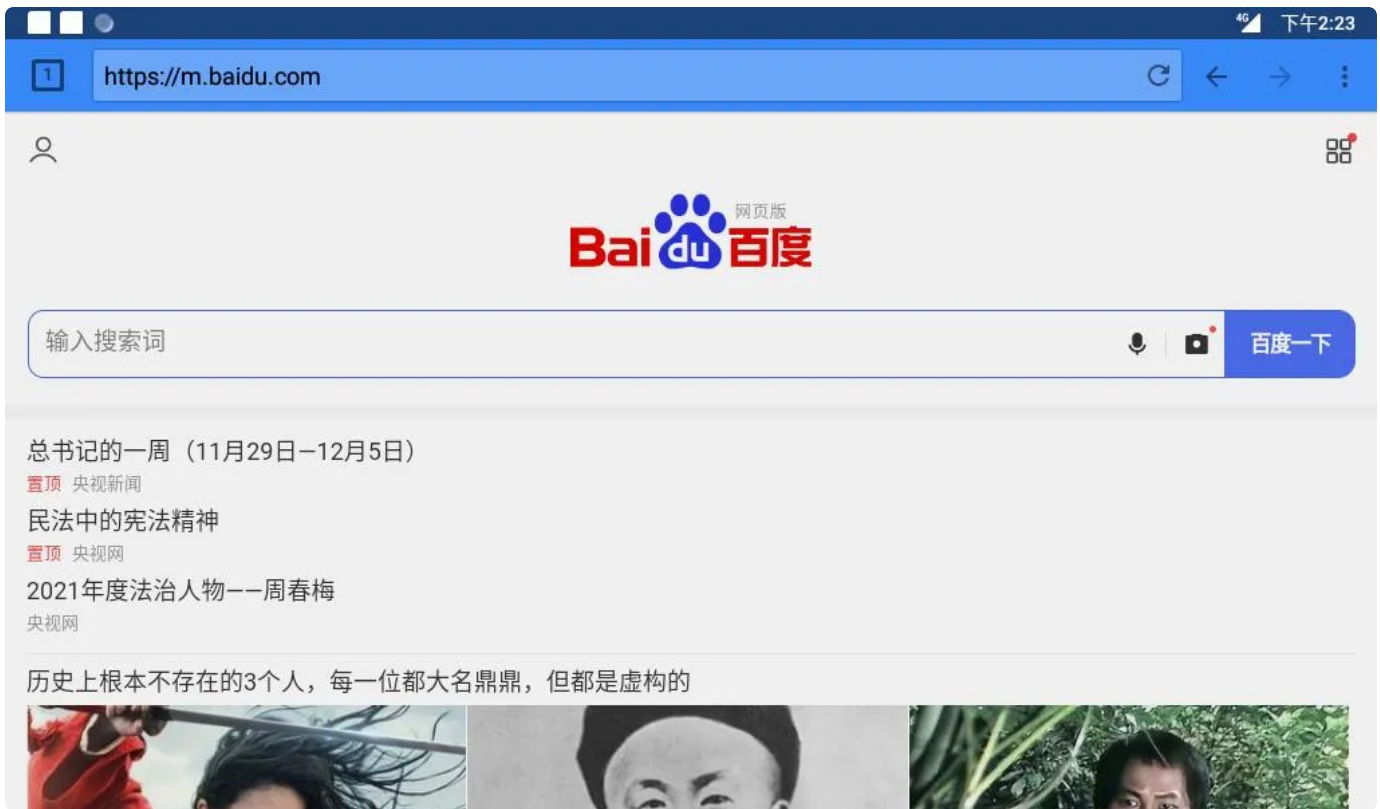 4G 下午2:23
1 https://m.baidu.com
网页版
Bai du 百度
输入搜索词 百度一下
总书记的一周（11月29日—12月5日）
置顶 央视新闻
民法中的宪法精神
置顶 央视网
2021年度法治人物——周春梅
央视网
历史上根本不存在的3个人，每一位都大名鼎鼎，但都是虚构的